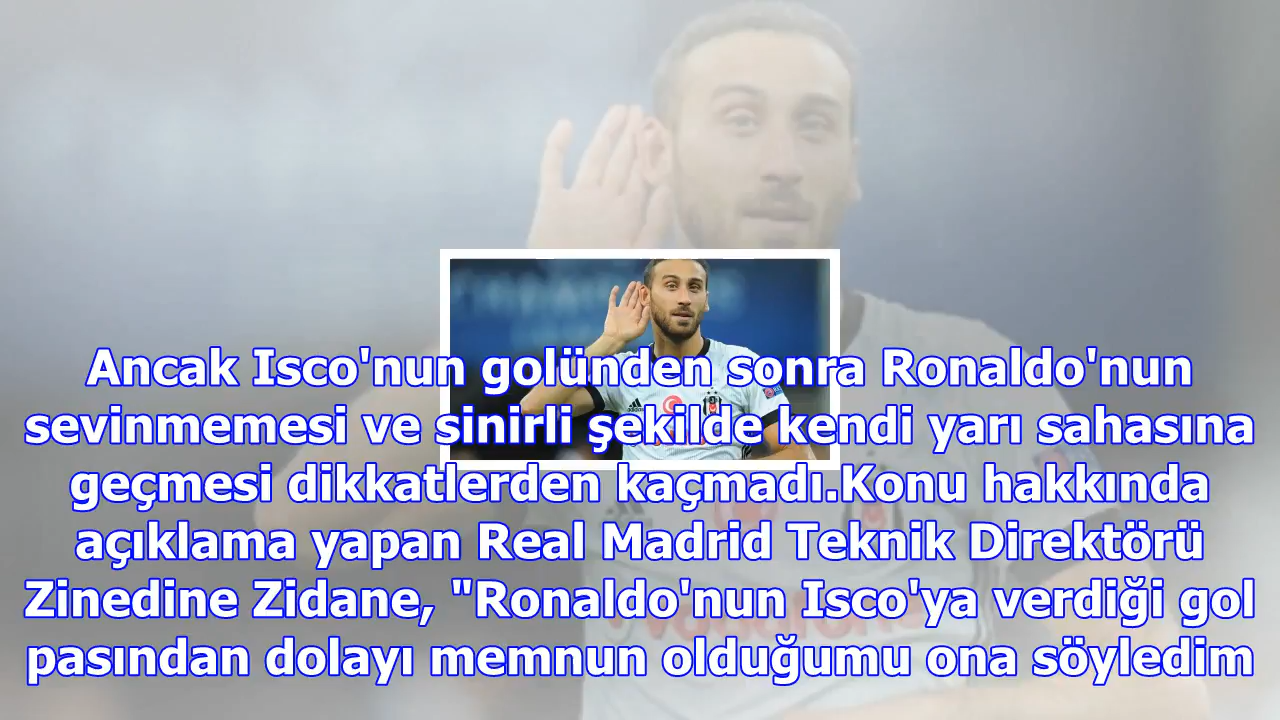 Ancak Isco'nun golünden sonra Ronaldo'nun
sevinmemesi ve sinirli şekilde kendi yarı sahasına
geçmesi dikkatlerden kaçmadı.Konu hakkında
açıklama yapan Real Madrid Teknik Direktörü
Zinedine Zidane, "Ronaldo'nun Isco'ya verdiği gol
pasından dolayı memnun olduğumu ona söyledim